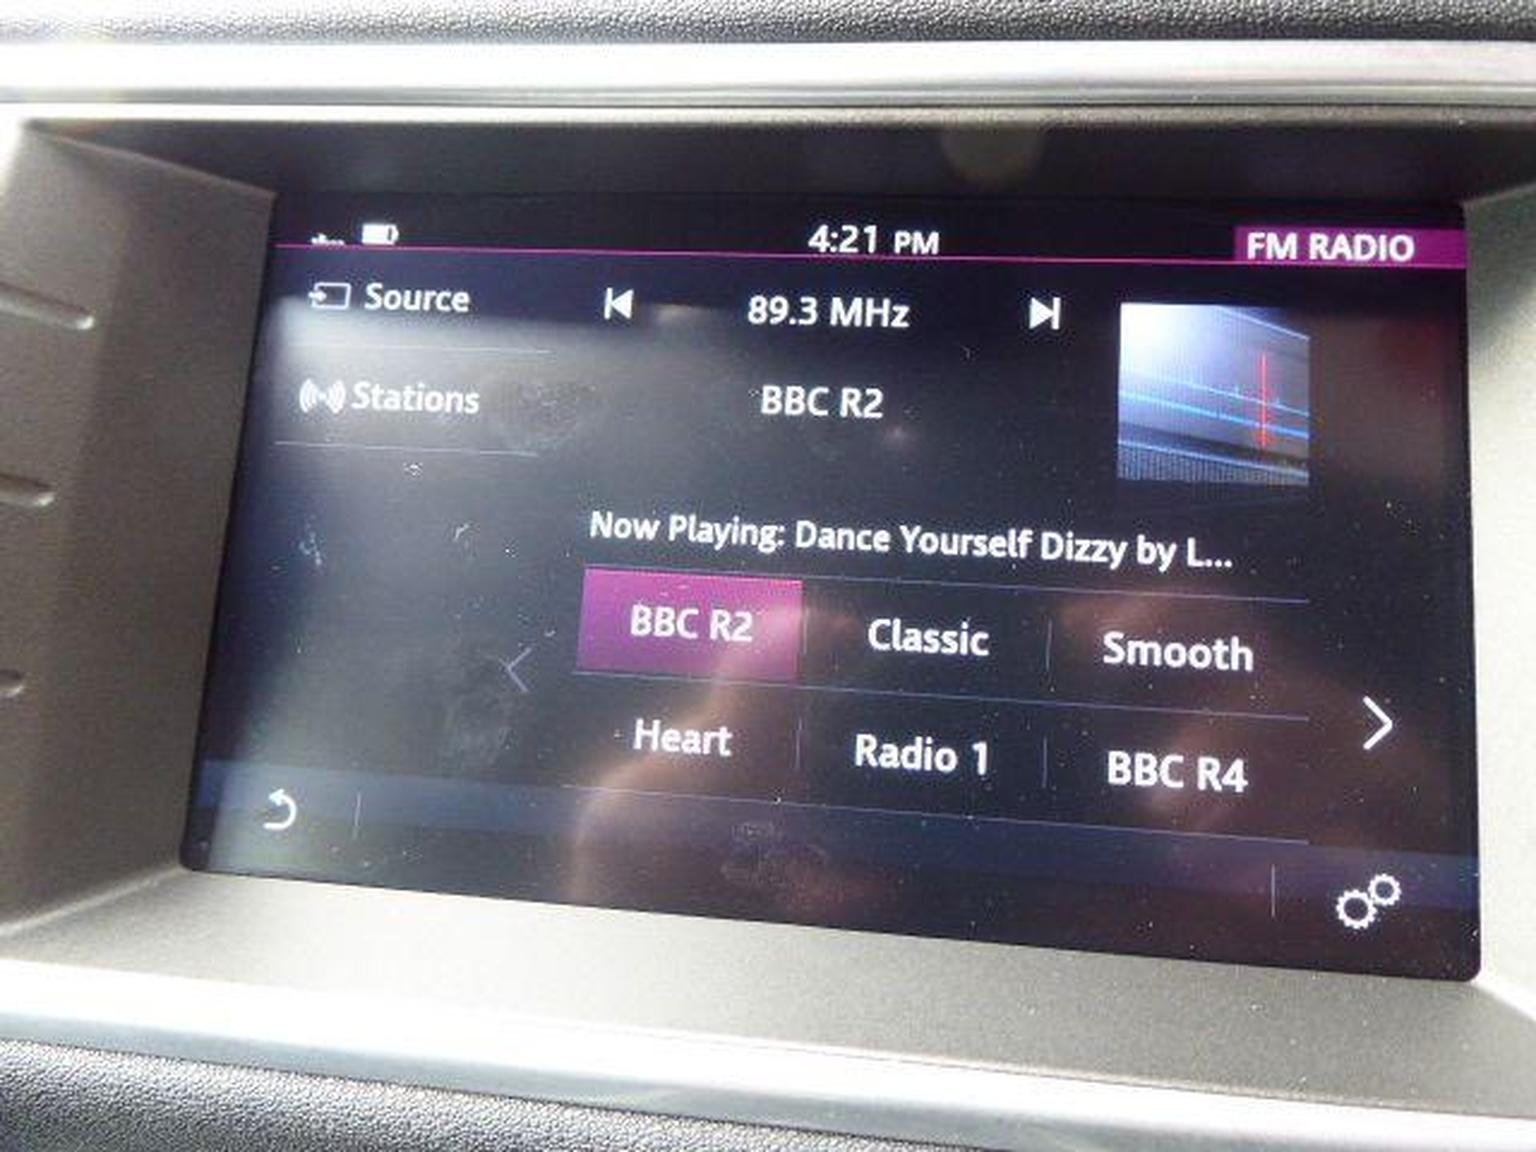 4:21 PM
FM RADIO
Source
89.3 MHz
Stations
BBC R2
Now Playing: Dance Yourself Dizzy by L...
BBC R2
Classic
Smooth
Heart
Radio 1
BBC R4